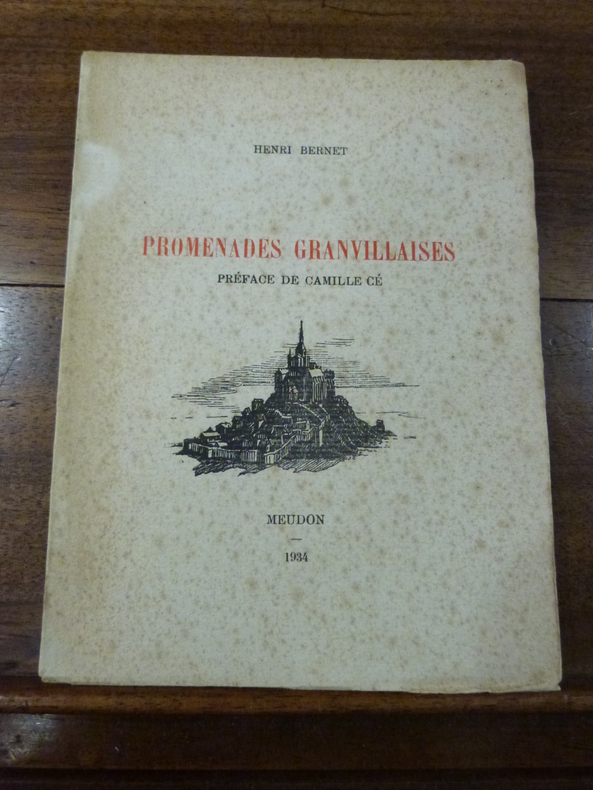 HENRI BERNET
PROMENADES GRANVILLAISES
PRÉFACE DE CAMILLE CÉ
MEUDON
—
1934